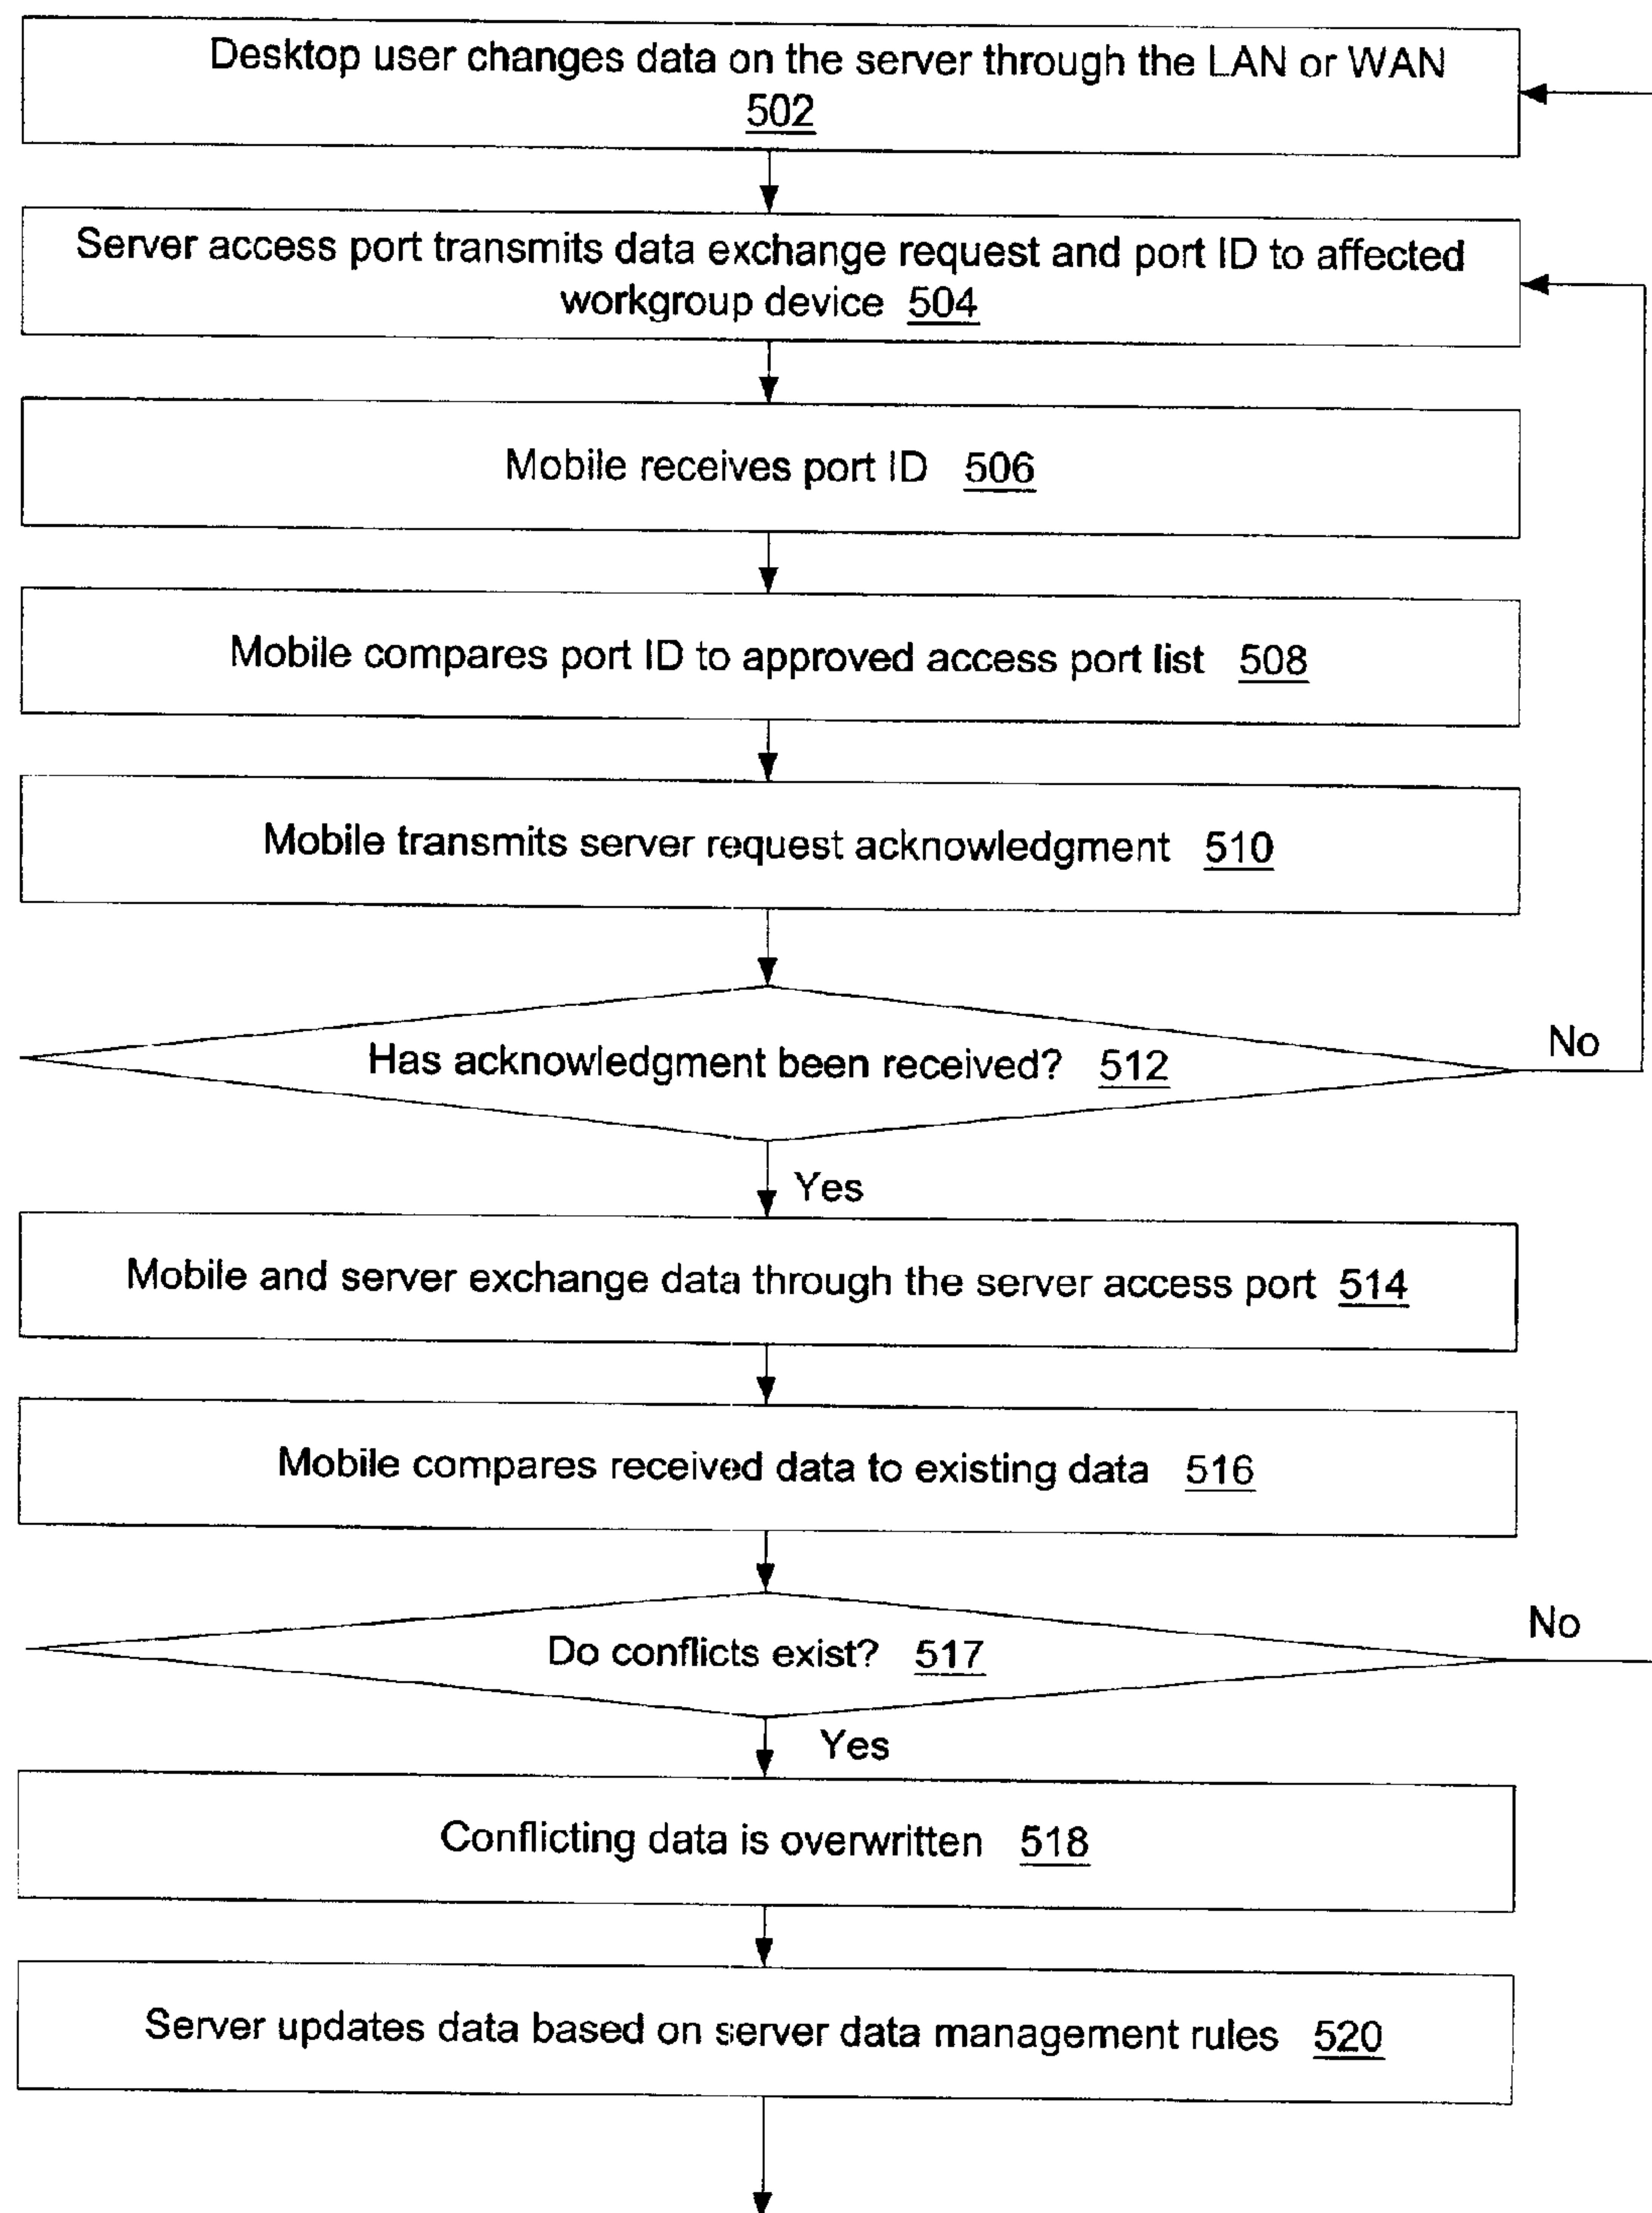 Desktop user changes data on the server through the LAN or WAN
502
Server access port transmits data exchange request and port ID to affected
workgroup device 504
Mobile receives port ID 506
Mobile compares port ID to approved access port list 508
Mobile transmits server request acknowledgment 510
No
Has acknowledgment been received? 512
Yes
Mobile and server exchange data through the server access port 514
Mobile compares received data to existing data 516
No
Do conflicts exist? 517
Yes
Conflicting data is overwritten 518
Server updates data based on server data management rules 520